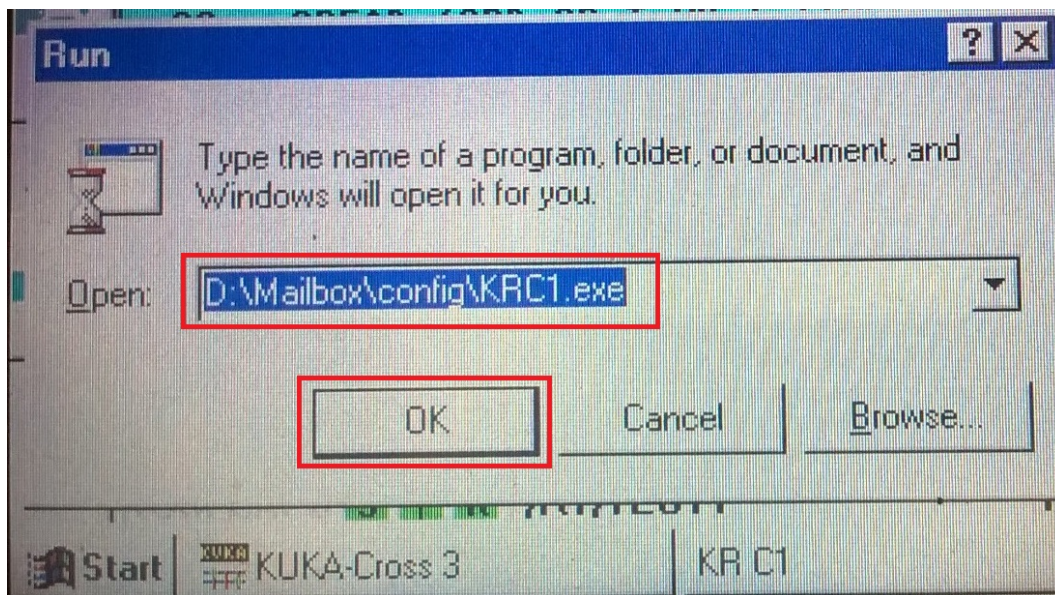 Run
Type the name of a program, folder, or document, and
Windows will open it for you.
Open: D:\Mailbox\config\KRC1.exe
OK Cancel Browse...
Start KUKA KUKA-Cross 3 KR C1